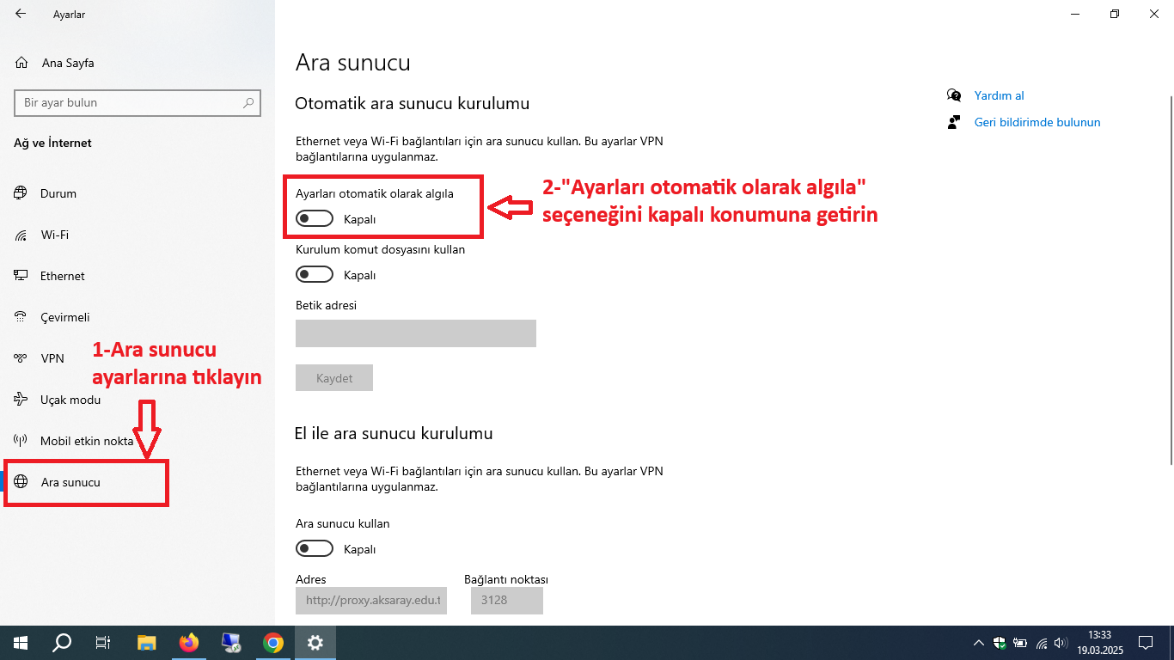 Ayarlar
Ana Sayfa
Bir ayar bulun
Ağ ve İnternet
Durum
Wi-Fi
Ethernet
Çevirmeli
VPN
1-Ara sunucu
ayarlarına tıklayın
Uçak modu
Mobil etkin nokta
Ara sunucu
Ara sunucu
Otomatik ara sunucu kurulumu
Ethernet veya Wi-Fi bağlantıları için ara sunucu kullan. Bu ayarlar VPN
bağlantılarına uygulanmaz.
Ayarları otomatik olarak algıla
Kapalı
2-"Ayarları otomatik olarak algıla"
seçeneğini kapalı konumuna getirin
Kurulum komut dosyasını kullan
Kapalı
Betik adresi
Kaydet
El ile ara sunucu kurulumu
Ethernet veya Wi-Fi bağlantıları için ara sunucu kullan. Bu ayarlar VPN
bağlantılarına uygulanmaz.
Ara sunucu kullan
Kapalı
Adres
Bağlantı noktası
http://proxy.aksaray.edu.t
3128
Yardım al
Geri bildirimde bulunun
13:33
19.03.2025